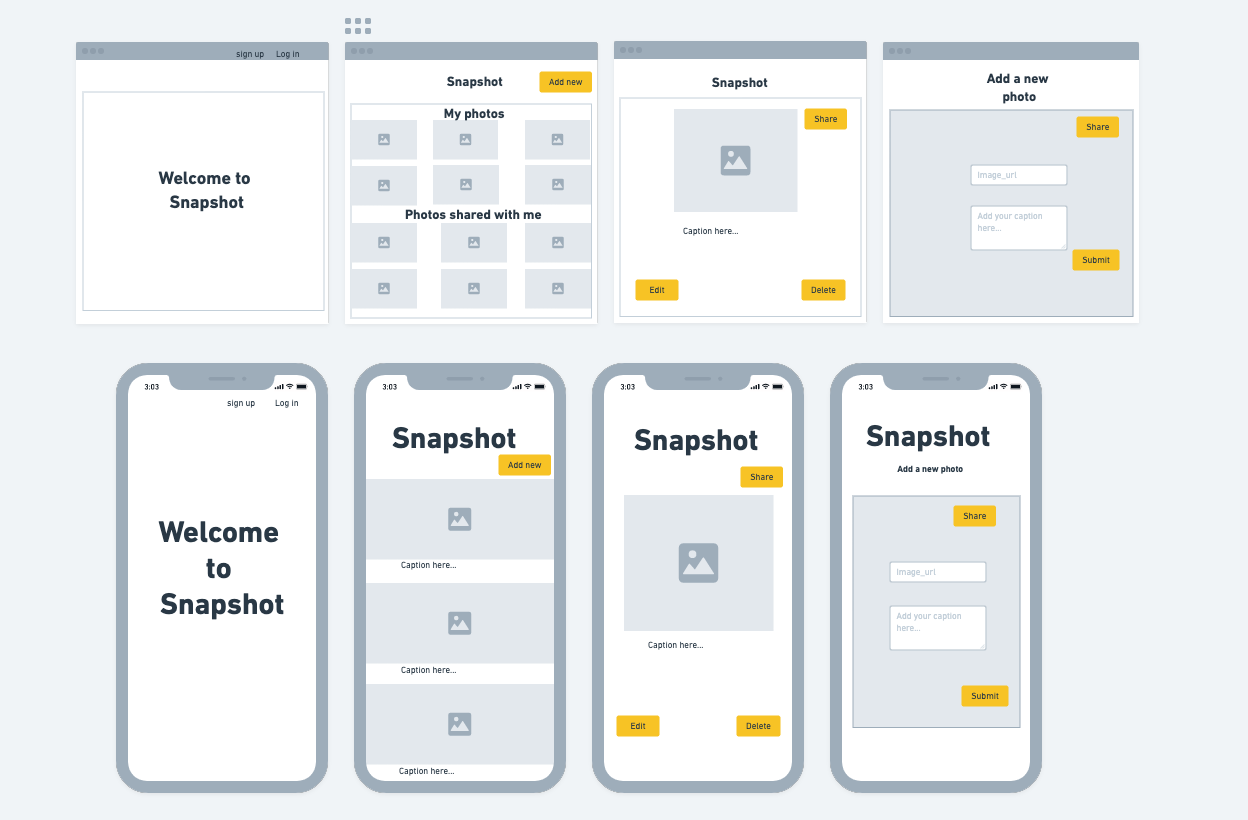 sign up Log in
Welcome to
Snapshot
Snapshot
Add new
My photos
Photos shared with me
Snapshot
Share
Caption here...
Edit
Delete
Add a new
photo
Share
Image_url
Add your caption
here...
Submit
3:03
sign up Log in
Welcome
to
Snapshot
3:03
Snapshot
Add new
Caption here...
Caption here...
Caption here...
3:03
Snapshot
Share
Caption here...
Edit
Delete
3:03
Snapshot
Add a new photo
Share
Image_url
Add your caption
here...
Submit